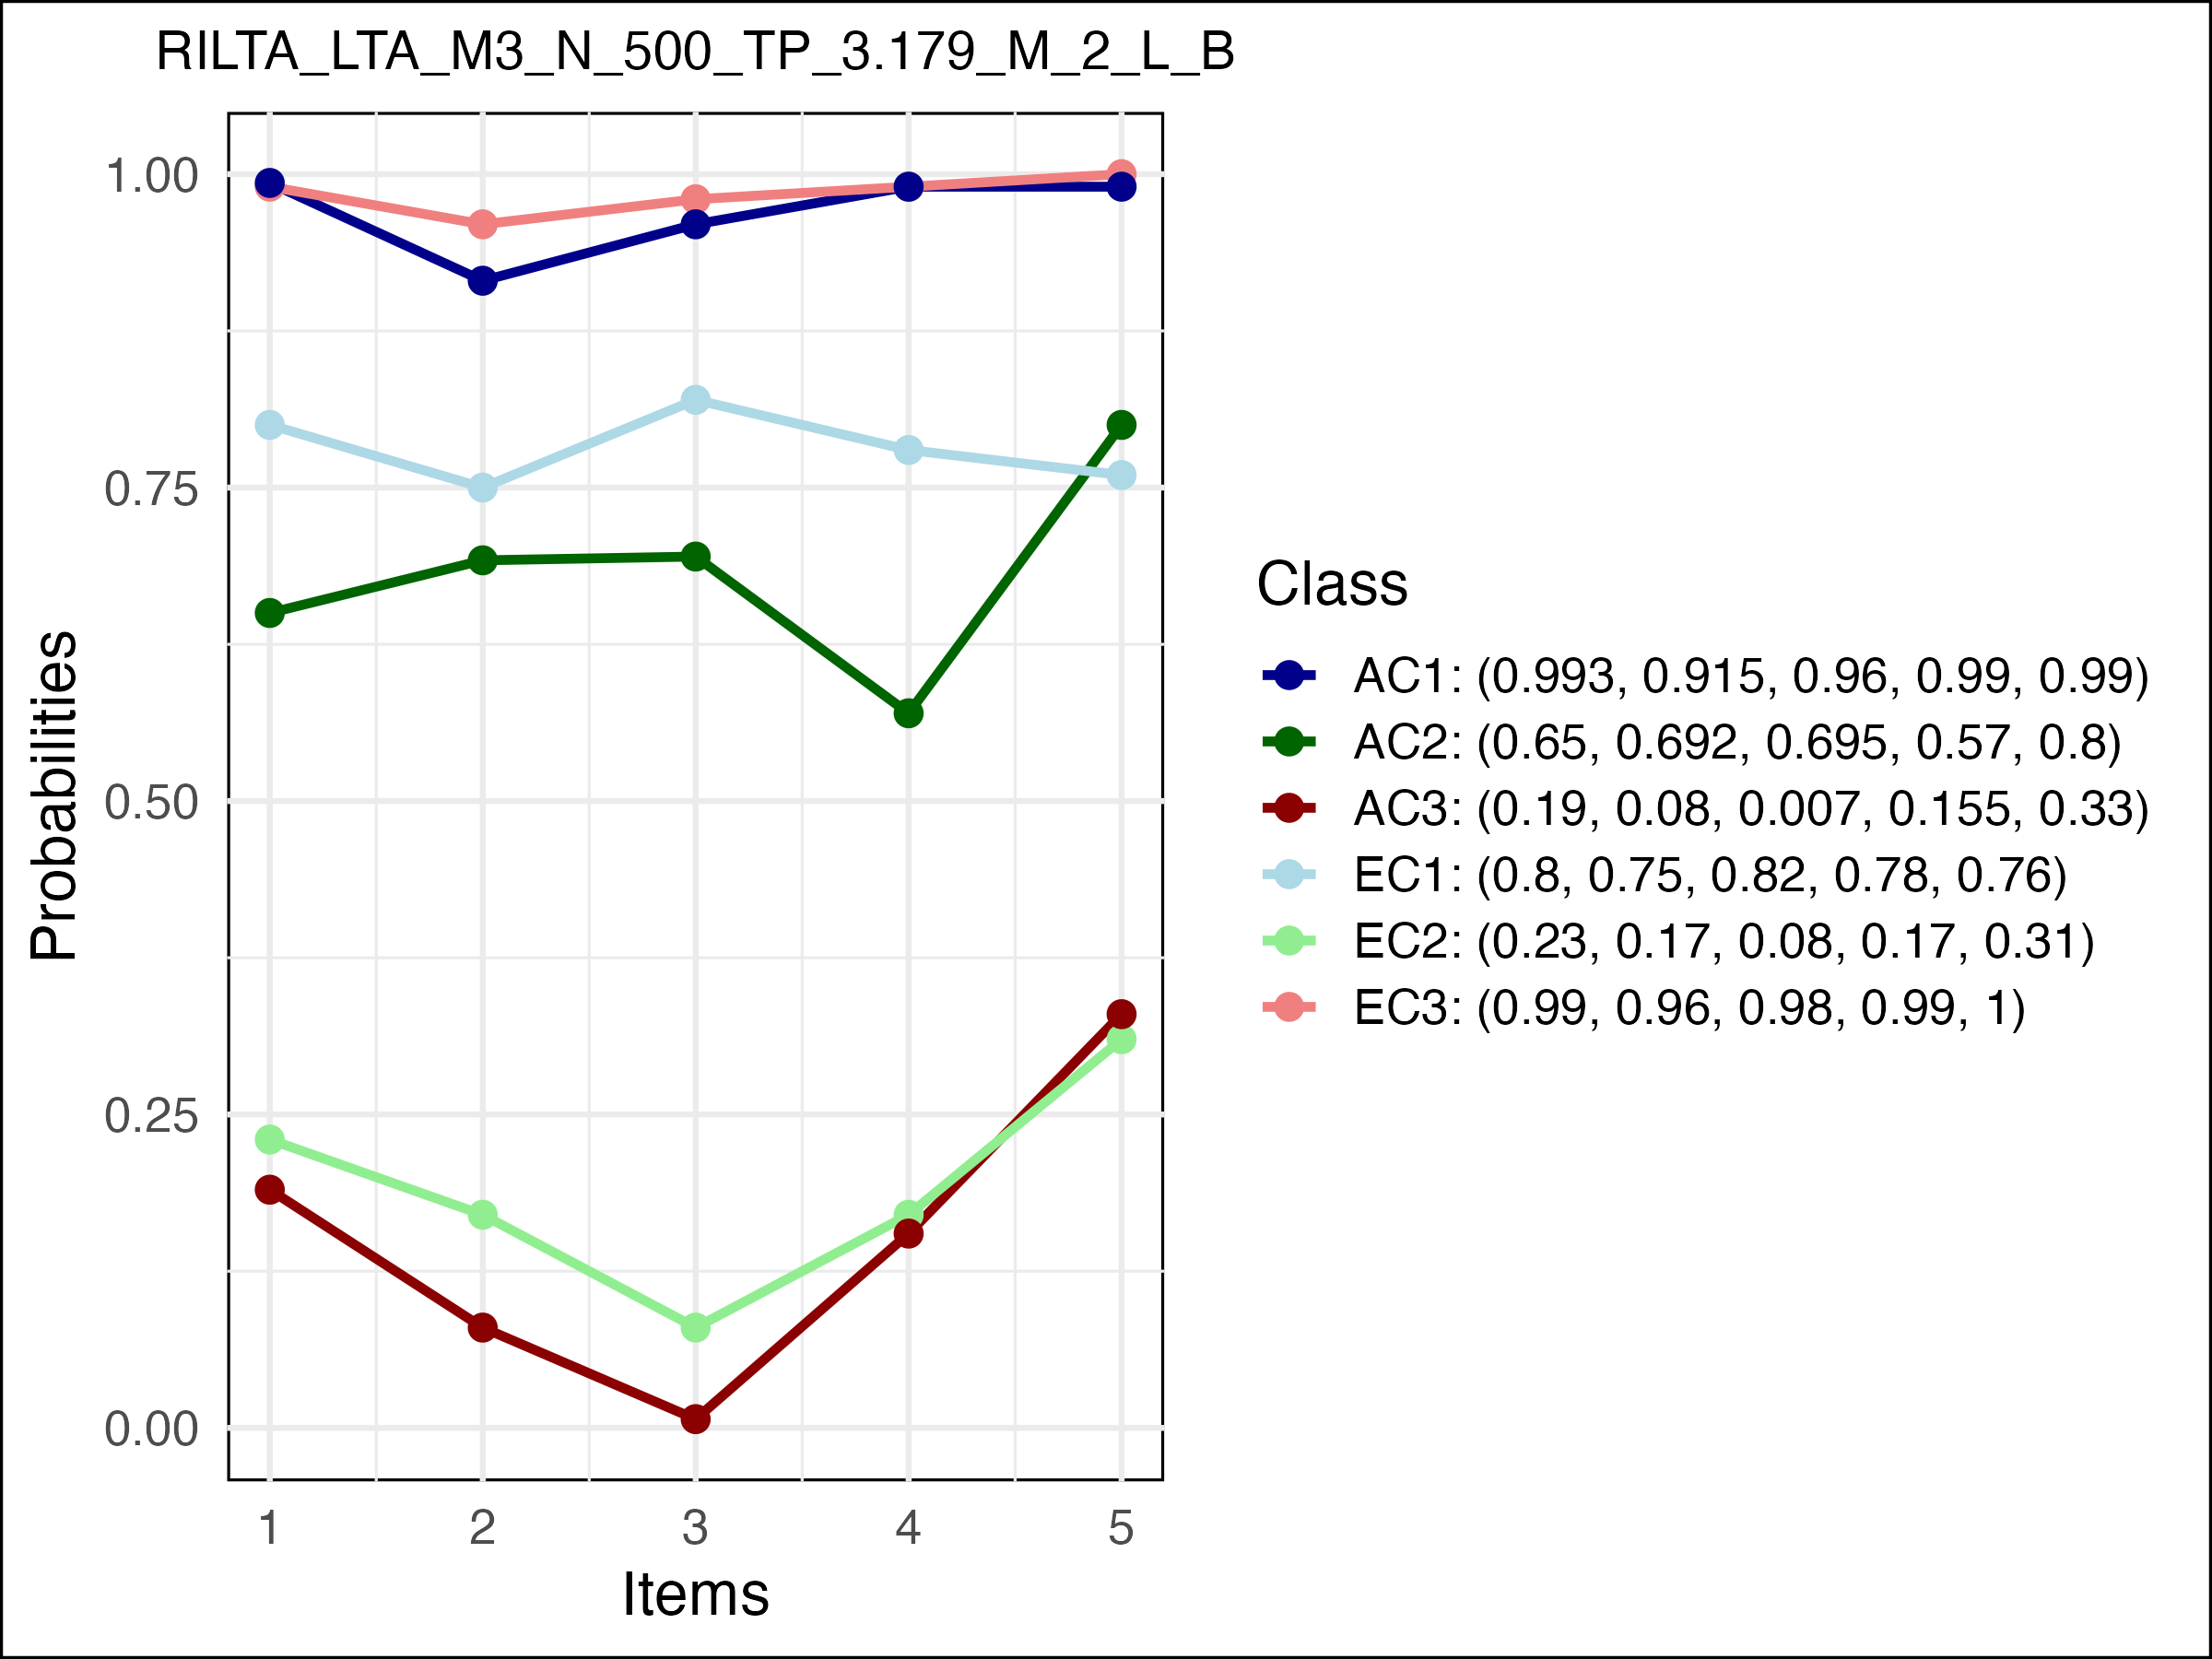 RILTA_LTA_M3_N_500_TP_3.179_M_2_L_B
1.00
0.75
0.50
0.25
0.00
Probabilities
1 2 3 4 5
Items
Class
AC1: (0.993, 0.915, 0.96, 0.99, 0.99)
AC2: (0.65, 0.692, 0.695, 0.57, 0.8)
AC3: (0.19, 0.08, 0.007, 0.155, 0.33)
EC1: (0.8, 0.75, 0.82, 0.78, 0.76)
EC2: (0.23, 0.17, 0.08, 0.17, 0.31)
EC3: (0.99, 0.96, 0.98, 0.99, 1)